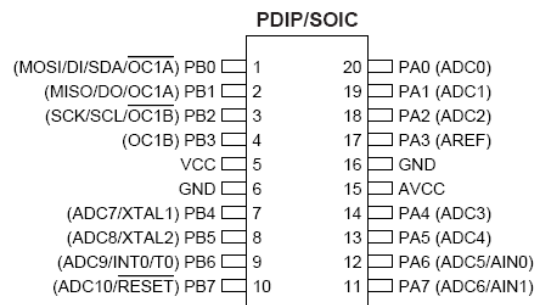 PDIP/SOIC
(MOSI/DI/SDA/OC1A) PB0 1 20 PA0 (ADC0)
(MISO/DO/OC1A) PB1 2 19 PA1 (ADC1)
(SCK/SCL/OC1B) PB2 3 18 PA2 (ADC2)
(OC1B) PB3 4 17 PA3 (AREF)
VCC 5 16 GND
GND 6 15 AVCC
(ADC7/XTAL1) PB4 7 14 PA4 (ADC3)
(ADC8/XTAL2) PB5 8 13 PA5 (ADC4)
(ADC9/INT0/T0) PB6 9 12 PA6 (ADC5/AIN0)
(ADC10/RESET) PB7 10 11 PA7 (ADC6/AIN1)